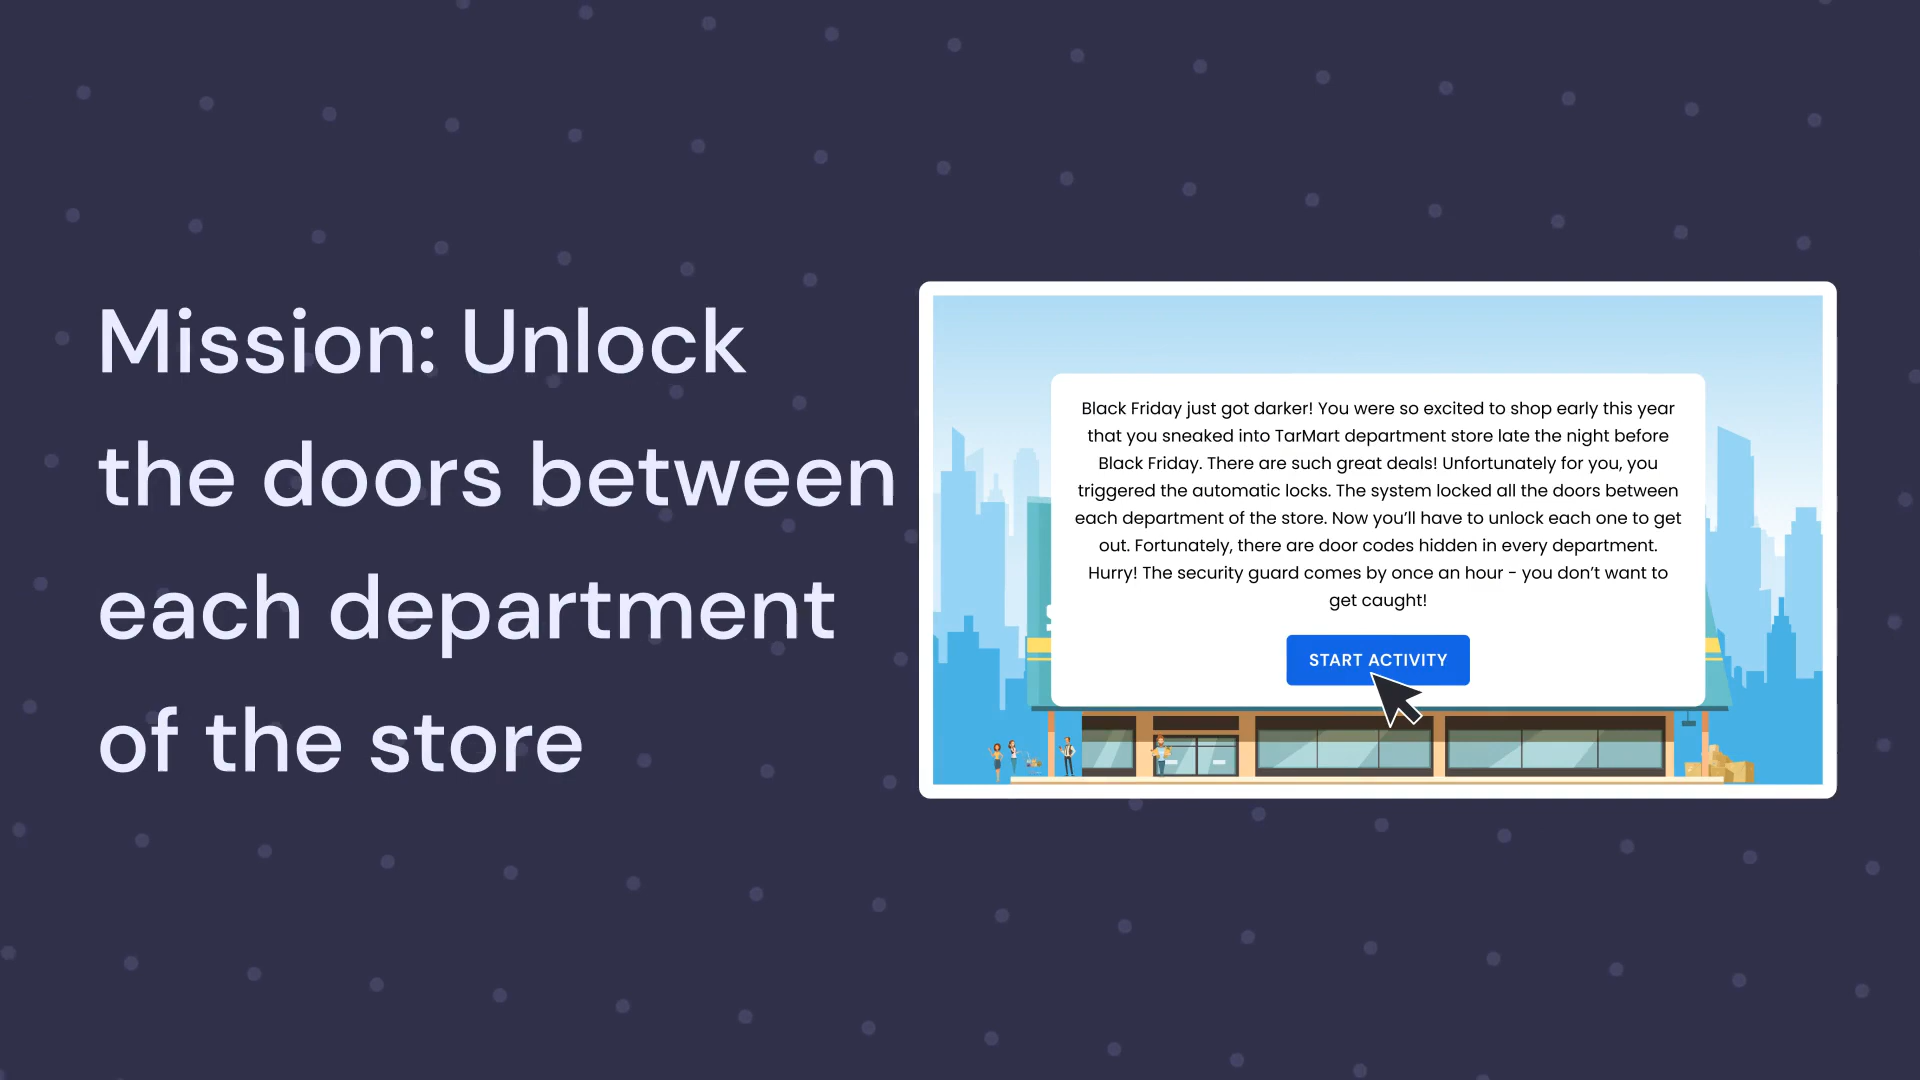 Mission: Unlock
the doors between
each department
of the store
Black Friday just got darker! You were so excited to shop early this year
that you sneaked into TarMart department store late the night before
Black Friday. There are such great deals! Unfortunately for you, you
triggered the automatic locks. The system locked all the doors between
each department of the store. Now you’ll have to unlock each one to get
out. Fortunately, there are door codes hidden in every department.
Hurry! The security guard comes by once an hour - you don’t want to
get caught!
START ACTIVITY